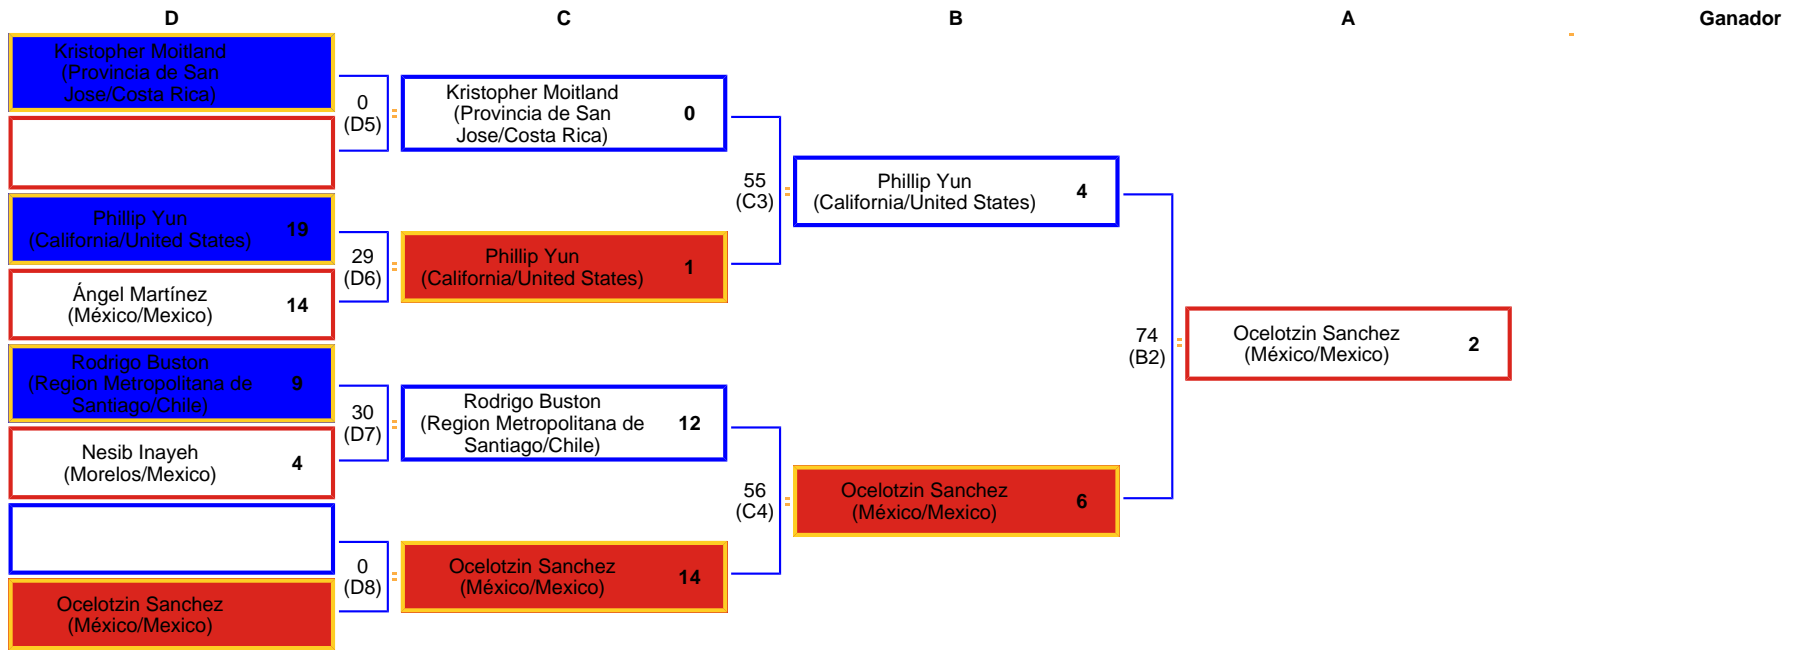 D
C
B
A
Ganador
Kristopher Moitland
(Provincia de San
Jose/Costa Rica)
0
(D5)
Kristopher Moitland
(Provincia de San
Jose/Costa Rica)
0
Phillip Yun
(California/United States)
19
29
(D6)
Ángel Martínez
(México/Mexico)
14
Phillip Yun
(California/United States)
1
55
(C3)
Phillip Yun
(California/United States)
4
Rodrigo Buston
(Region Metropolitana de
Santiago/Chile)
9
30
(D7)
Nesib Inayeh
(Morelos/Mexico)
4
Rodrigo Buston
(Region Metropolitana de
Santiago/Chile)
12
56
(C4)
0
(D8)
Ocelotzin Sanchez
(México/Mexico)
Ocelotzin Sanchez
(México/Mexico)
14
Ocelotzin Sanchez
(México/Mexico)
6
74
(B2)
Ocelotzin Sanchez
(México/Mexico)
2